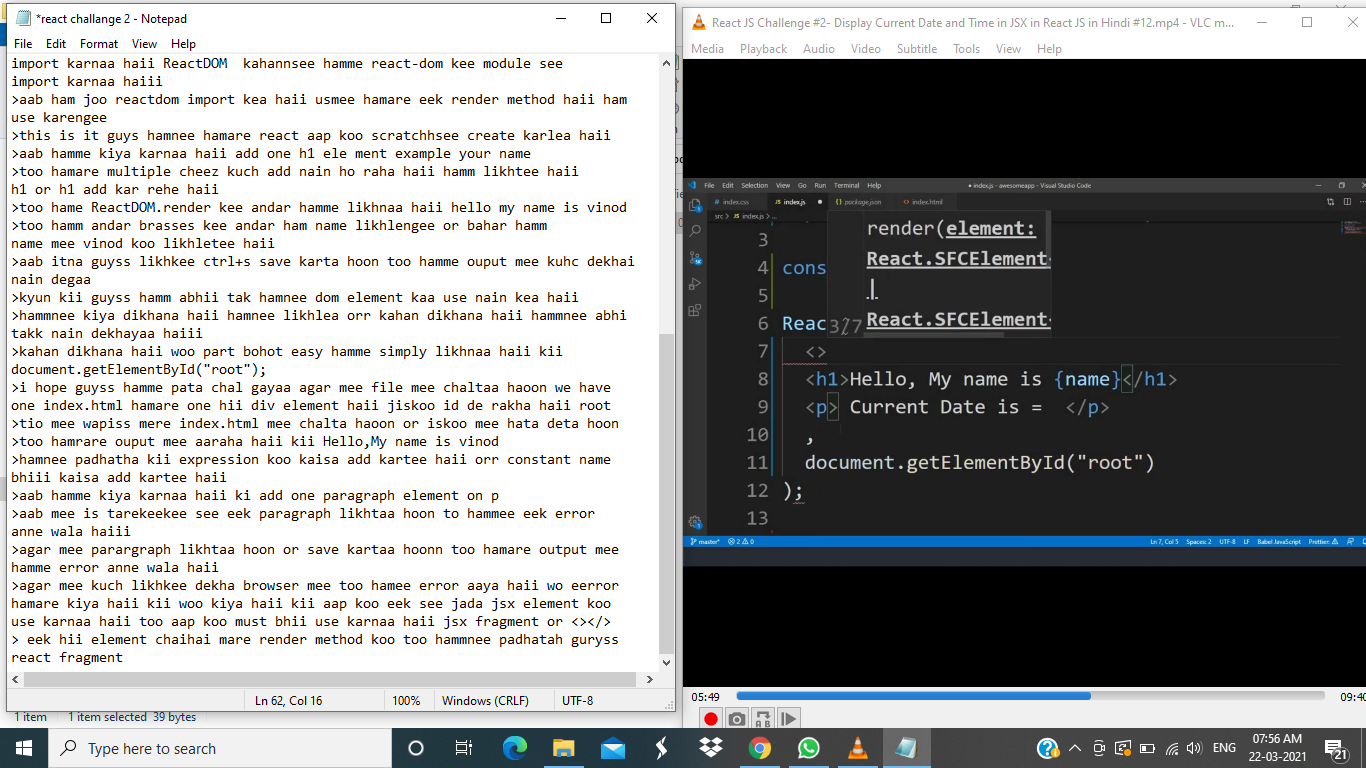 *react challange 2 - Notepad
File Edit Format View Help
import karnaa haii ReactDOM  kahannsee hamme react-dom kee module see
import karnaa haiii
>aab ham joo reactdom import kea haii usmee hamare eek render method haii ham
use karengee
>this is it guys hamnee hamare react aap koo scratchhsee create karlea haii
>aab hamme kiya karnaa haii add one h1 ele ment example your name
>too hamare multiple cheez kuch add nain ho raha haii hamm likhtee haii
h1 or h1 add kar rehe haii
>too hame ReactDOM.render kee andar hamme likhnaa haii hello my name is vinod
>too hamm andar brasses kee andar ham name likhlengee or bahar hamm
name mee vinod koo likhleetee haii
>aab itna guyss likhkee ctrl+s save karta hoon too hamme ouput mee kuhc dekhai
nain degaa
>kyun kii guyss hamm abhii tak hamnee dom element kaa use nain kea haii
>hammnee kiya dikhana haii hamnee likhlea orr kahan dikhana haii hammnee abhi
takk nain dekhayaa haiii
>kahan dikhana haii woo part bohot easy hamme simply likhnaa haii kii
document.getElementById("root");
>i hope guyss hamme pata chal gayaa agar mee file mee chaltaa haoon we have
one index.html hamare one hii div element haii jiskoo id de rakha haii root
>tio mee wapiss mere index.html mee chalta haoon or iskoo mee hata deta hoon
>too hamrare ouput mee aaraha haii kii Hello,My name is vinod
>hamnee padhatha kii expression koo kaisa add kartee haii orr constant name
bhiii kaisa add kartee haii
>aab hamme kiya karnaa haii ki add one paragraph element on p
>aab mee is tarekeekee see eek paragraph likhtaa hoon to hammee eek error
anne wala haiii
>agar mee parargraph likhtaa hoon or save kartaa hoonn too hamare output mee
hamme error anne wala haii
>agar mee kuch likhkee dekha browser mee too hamee error aaya haii wo eerror
hamare kiya haii kii woo kiya haii kii aap koo eek see jada jsx element koo
use karnaa haii too aap koo must bhii use karnaa haii jsx fragment or <></>
> eek hii element chaihai mare render method koo too hammnee padhatah guryss
react fragment
Ln 62, Col 16 100% Windows (CRLF) UTF-8
1 item 1 item selected 39 bytes
React JS Challenge #2- Display Current Date and Time in JSX in React JS in Hindi #12.mp4 - VLC m...
Media Playback Audio Video Subtitle Tools View Help
File Edit Selection View Go Run Terminal Help
● index.js - awesomeapp - Visual Studio Code
index.css index.js package.json index.html
src > index.js > ...
render(element:
React.SFCElement
React.SFCElement
3/7
3
4 cons
5
6 Reac
7 <>
8 <h1>Hello, My name is {name}</h1>
9 <p> Current Date is =  </p>
10 ,
11 document.getElementById("root")
12 );
13
master* 2 0 Ln 7, Col 5 Spaces: 2 UTF-8 LF Babel JavaScript Prettier:
05:49 09:40
Type here to search
ENG 07:56 AM
22-03-2021
21